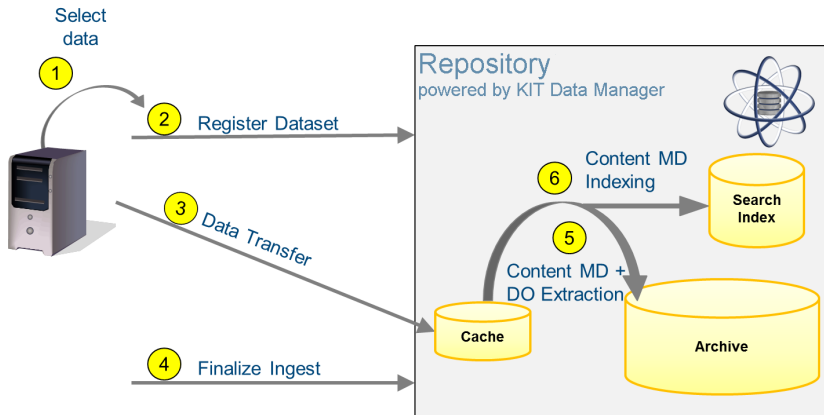 Select
data
1
Repository
powered by KIT Data Manager
2
Register Dataset
6
Content MD
Indexing
Search
Index
3
Data Transfer
5
Content MD +
DO Extraction
Cache
Archive
4
Finalize Ingest